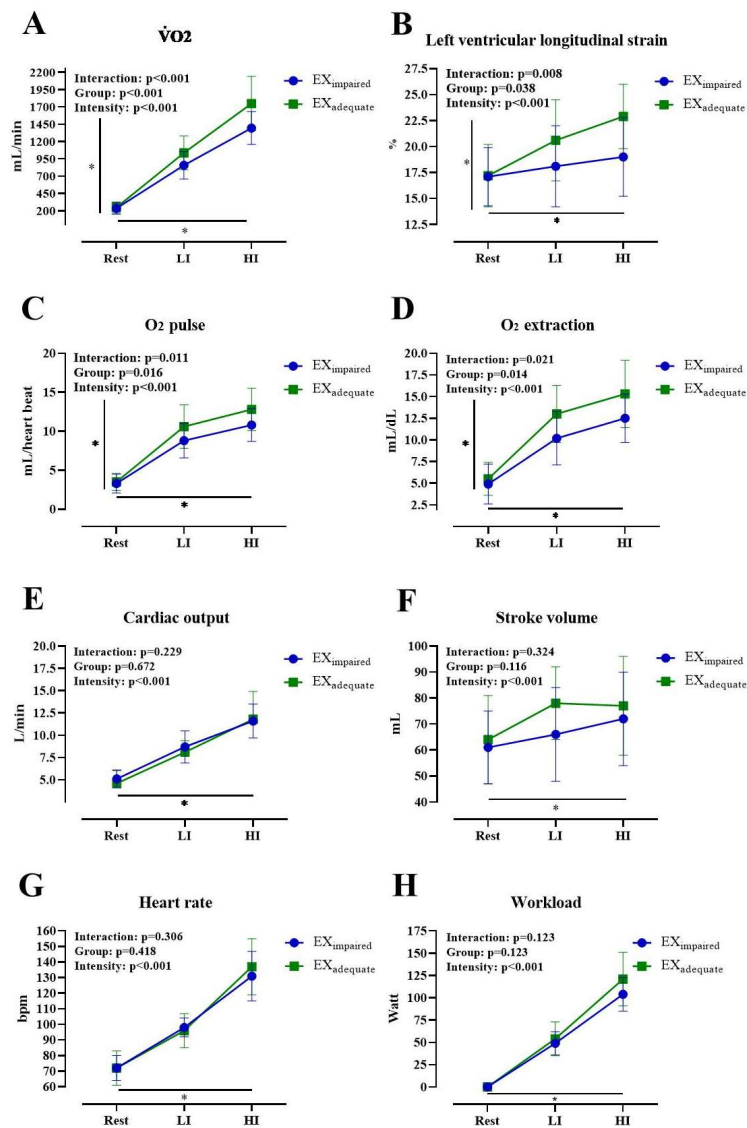 A
V̇O2
mL/min
2200
1950
1700
1450
1200
950
700
450
200
Interaction: p<0.001
Group: p<0.001
Intensity: p<0.001
*
*
EXimpaired
EXadequate
Rest LI HI
B
Left ventricular longitudinal strain
%
27.5
25.0
22.5
20.0
17.5
15.0
12.5
Interaction: p=0.008
Group: p=0.038
Intensity: p<0.001
*
*
EXimpaired
EXadequate
Rest LI HI
C
O2 pulse
mL/heart beat
20
15
10
5
0
Interaction: p=0.011
Group: p=0.016
Intensity: p<0.001
*
*
EXimpaired
EXadequate
Rest LI HI
D
O2 extraction
mL/dL
20.0
17.5
15.0
12.5
10.0
7.5
5.0
2.5
Interaction: p=0.021
Group: p=0.014
Intensity: p<0.001
*
*
EXimpaired
EXadequate
Rest LI HI
E
Cardiac output
L/min
20.0
17.5
15.0
12.5
10.0
7.5
5.0
Interaction: p=0.229
Group: p=0.672
Intensity: p<0.001
*
EXimpaired
EXadequate
Rest LI HI
F
Stroke volume
mL
100
90
80
70
60
50
40
Interaction: p=0.324
Group: p=0.116
Intensity: p<0.001
*
EXimpaired
EXadequate
Rest LI HI
G
Heart rate
bpm
160
150
140
130
120
110
100
90
80
70
60
Interaction: p=0.306
Group: p=0.418
Intensity: p<0.001
*
EXimpaired
EXadequate
Rest LI HI
H
Workload
Watt
175
150
125
100
75
50
25
0
Interaction: p=0.123
Group: p=0.123
Intensity: p<0.001
*
EXimpaired
EXadequate
Rest LI HI